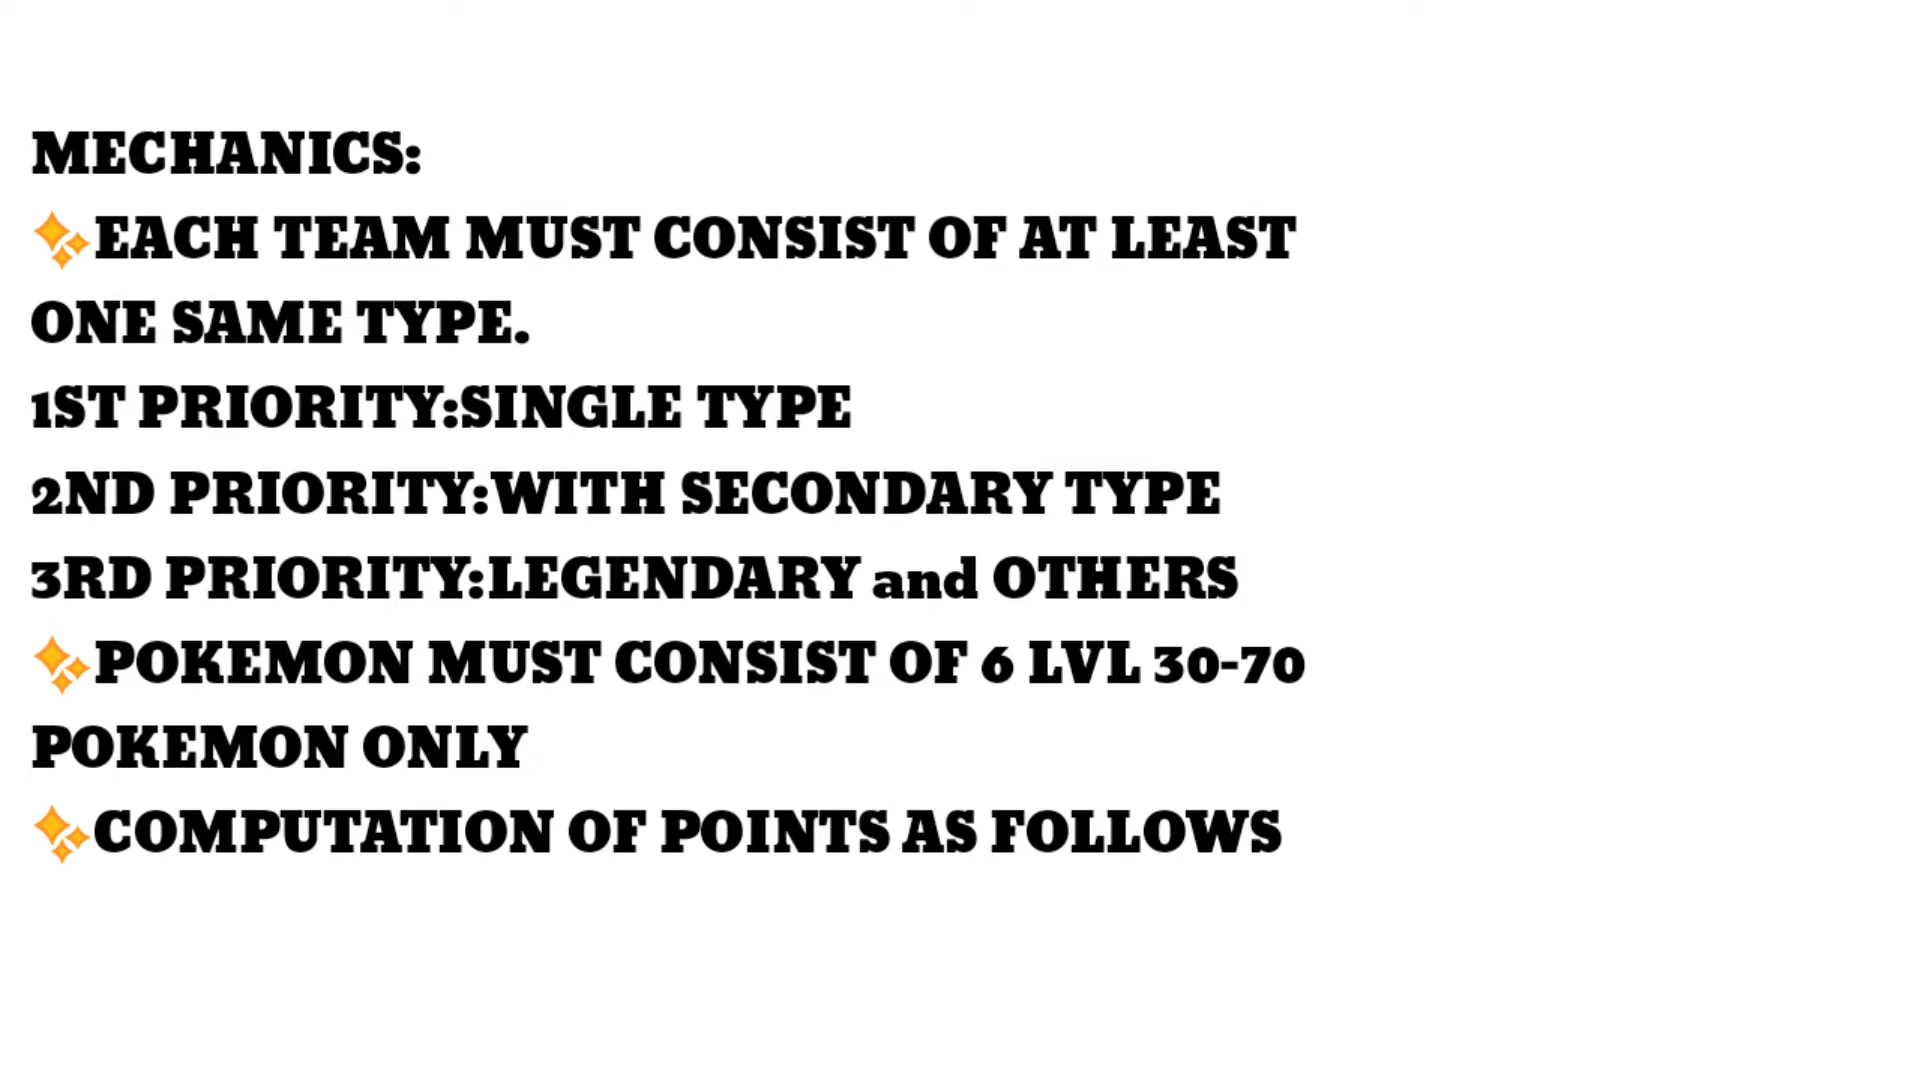 MECHANICS:
✨EACH TEAM MUST CONSIST OF AT LEAST
ONE SAME TYPE.
1ST PRIORITY:SINGLE TYPE
2ND PRIORITY:WITH SECONDARY TYPE
3RD PRIORITY:LEGENDARY and OTHERS
✨POKEMON MUST CONSIST OF 6 LVL 30-70
POKEMON ONLY
✨COMPUTATION OF POINTS AS FOLLOWS